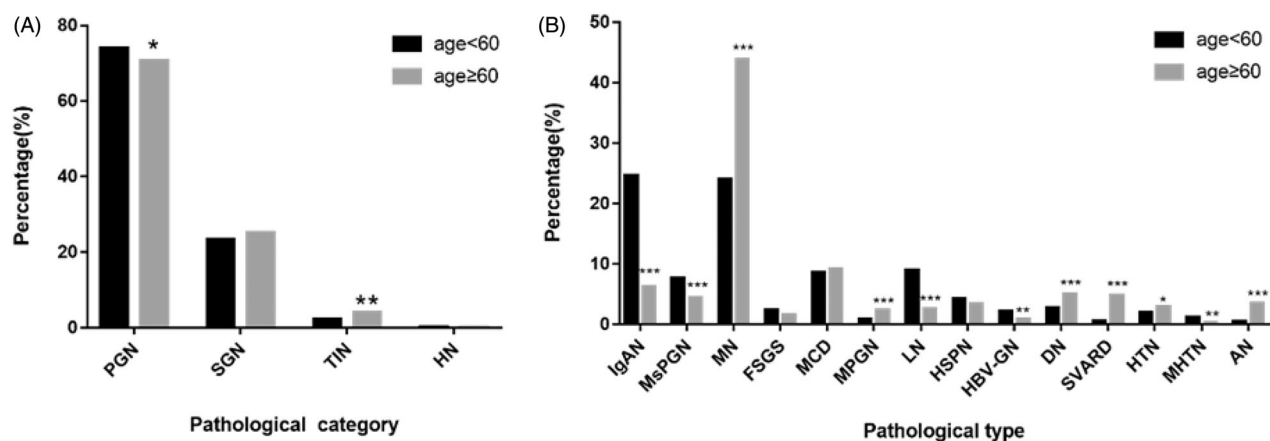 (A)
80
60
40
20
0
Percentage(%)
*
**
age<60
age≥60
PGN
SGN
TIN
HN
Pathological category
(B)
50
40
30
20
10
0
Percentage(%)
***
***
***
***
***
**
***
***
*
**
***
age<60
age≥60
IgAN
MsPGN
MN
FSGS
MCD
MPGN
LN
HSPN
HBV-GN
DN
SVARD
HTN
MHTN
AN
Pathological type